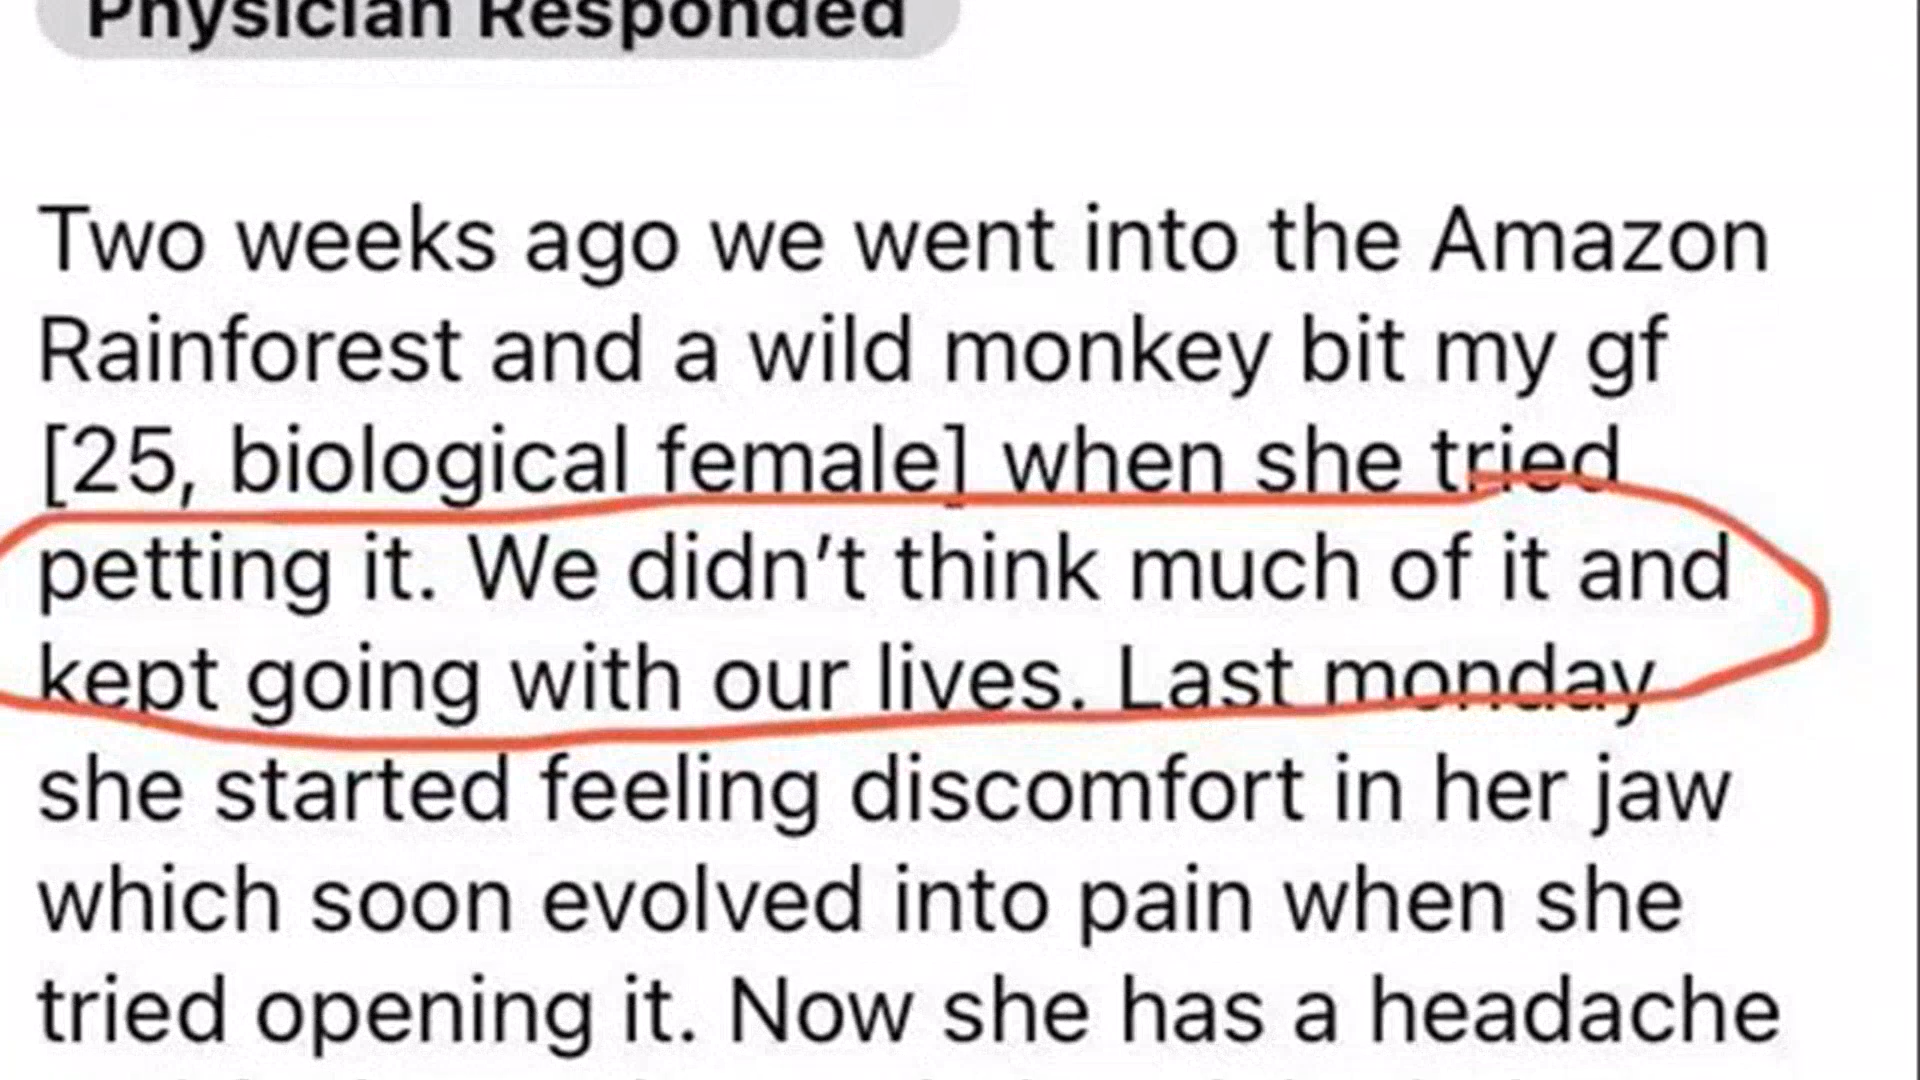 Physician Responded
Two weeks ago we went into the Amazon
Rainforest and a wild monkey bit my gf
[25, biological female] when she tried
petting it. We didn’t think much of it and
kept going with our lives. Last monday
she started feeling discomfort in her jaw
which soon evolved into pain when she
tried opening it. Now she has a headache